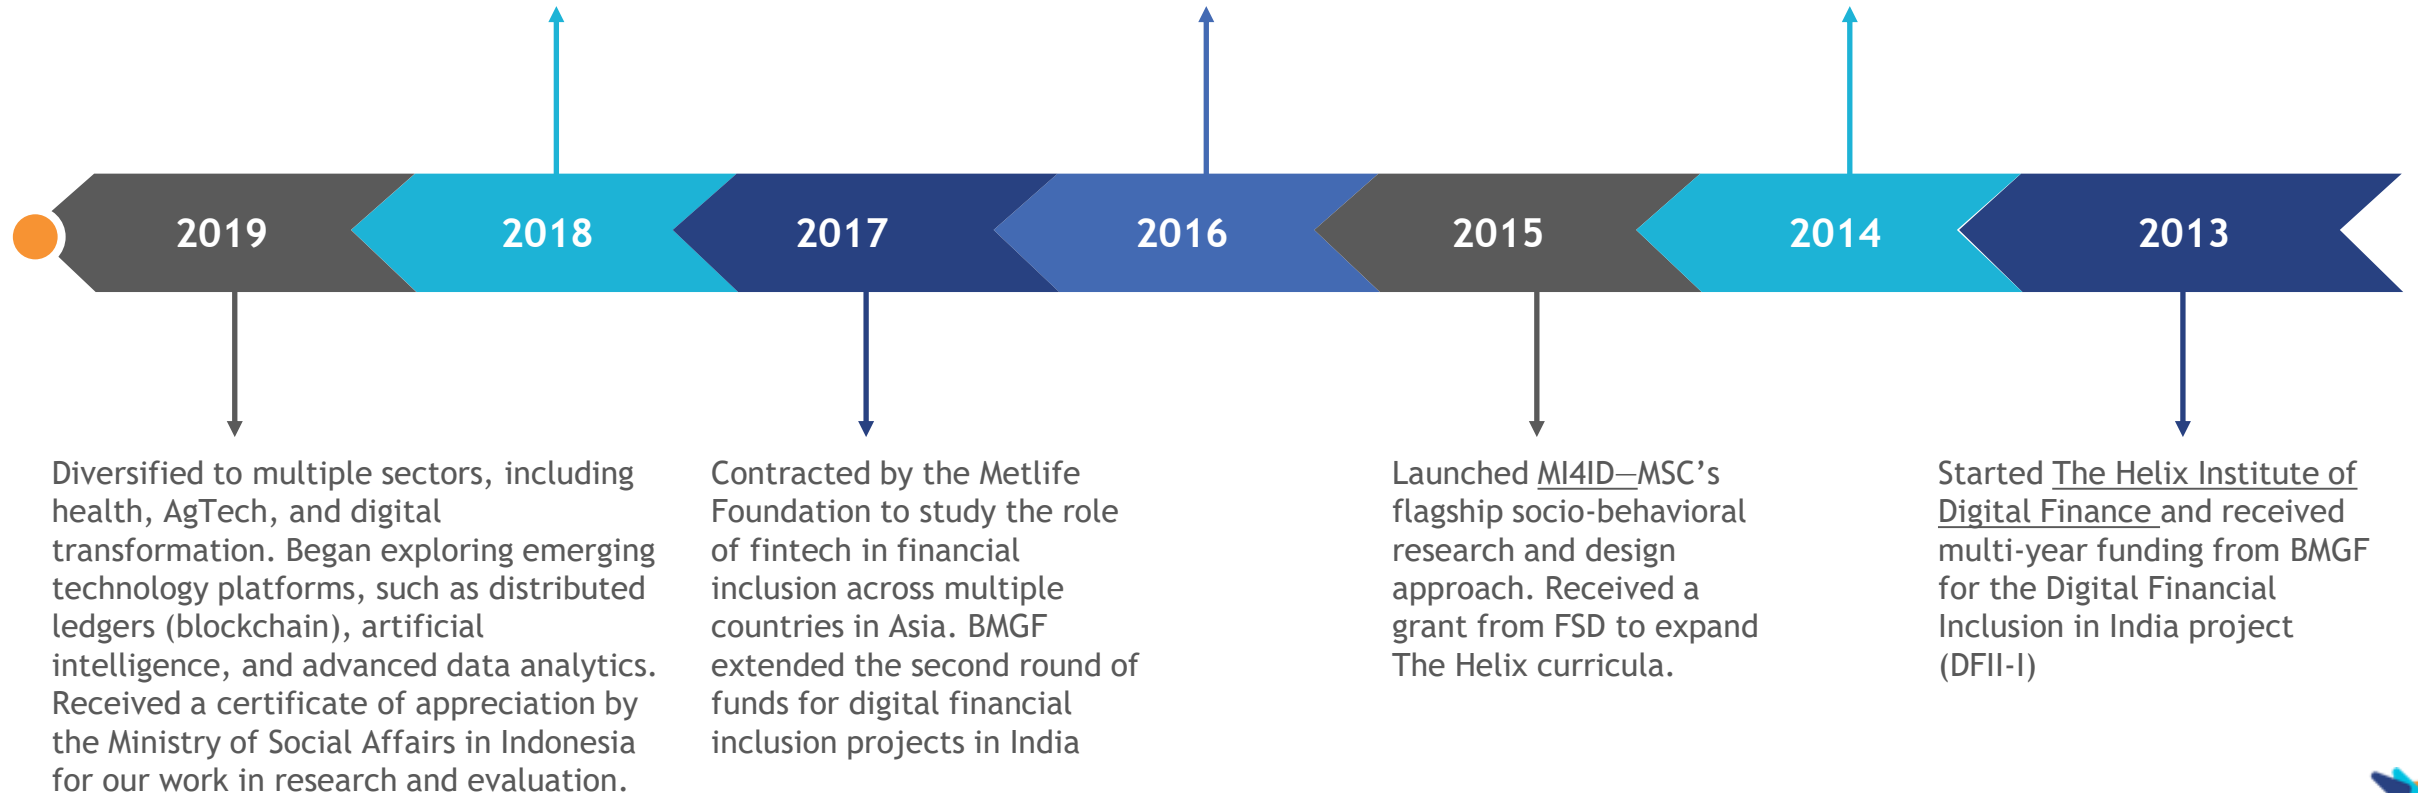 2019
2018
2017
2016
2015
2014
2013
Diversified to multiple sectors, including
health, AgTech, and digital
transformation. Began exploring emerging
technology platforms, such as distributed
ledgers (blockchain), artificial
intelligence, and advanced data analytics.
Received a certificate of appreciation by
the Ministry of Social Affairs in Indonesia
for our work in research and evaluation.
Contracted by the Metlife
Foundation to study the role
of fintech in financial
inclusion across multiple
countries in Asia. BMGF
extended the second round of
funds for digital financial
inclusion projects in India
Launched MI4ID—MSC’s
flagship socio-behavioral
research and design
approach. Received a
grant from FSD to expand
The Helix curricula.
Started The Helix Institute of
Digital Finance and received
multi-year funding from BMGF
for the Digital Financial
Inclusion in India project
(DFII-I)